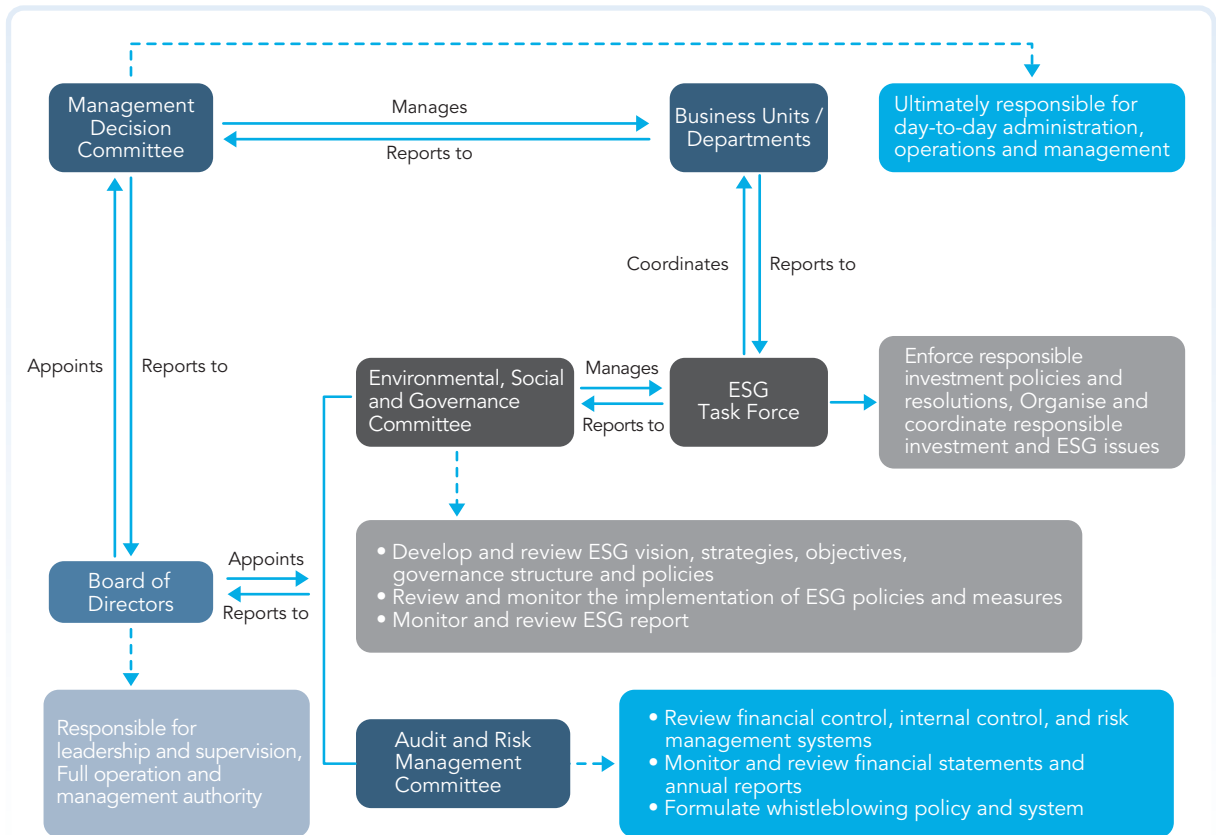 Management
Decision
Committee
Manages
Reports to
Business Units /
Departments
Ultimately responsible for
day-to-day administration,
operations and management
Appoints
Reports to
Coordinates
Reports to
Environmental, Social
and Governance
Committee
Manages
Reports to
ESG
Task Force
Enforce responsible
investment policies and
resolutions, Organise and
coordinate responsible
investment and ESG issues
Board of
Directors
Appoints
Reports to
• Develop and review ESG vision, strategies, objectives,
governance structure and policies
• Review and monitor the implementation of ESG policies and measures
• Monitor and review ESG report
Responsible for
leadership and supervision,
Full operation and
management authority
Audit and Risk
Management
Committee
• Review financial control, internal control, and risk
management systems
• Monitor and review financial statements and
annual reports
• Formulate whistleblowing policy and system